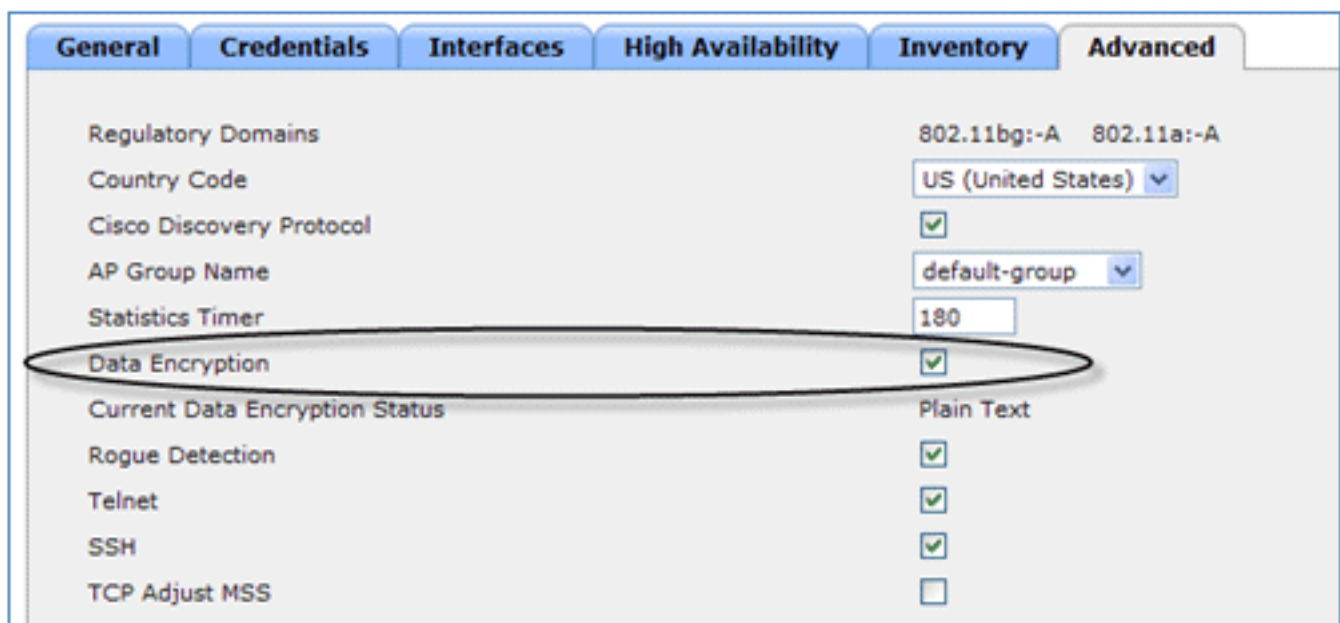 General Credentials Interfaces High Availability Inventory Advanced
Regulatory Domains 802.11bg:-A 802.11a:-A
Country Code US (United States)
Cisco Discovery Protocol
AP Group Name default-group
Statistics Timer 180
Data Encryption
Current Data Encryption Status Plain Text
Rogue Detection
Telnet
SSH
TCP Adjust MSS